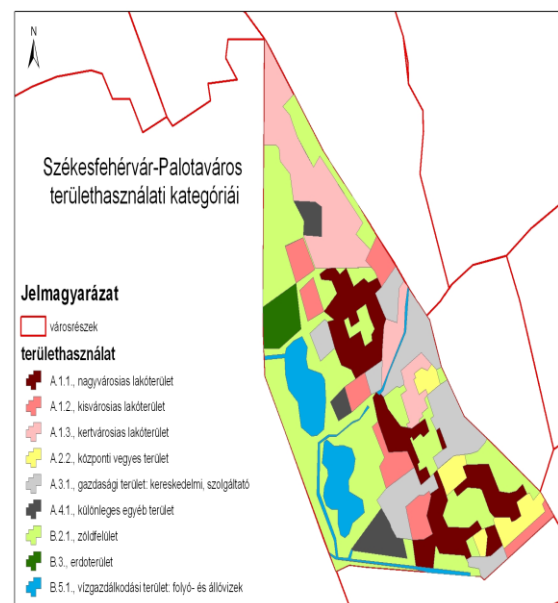 N
Székesfehérvár-Palotaváros
területhasználati kategóriái
Jelmagyarázat
városrészek
területhasználat
A.1.1., nagyvárosias lakóterület
A.1.2., kisvárosias lakóterület
A.1.3., kertvárosias lakóterület
A.2.2., központi vegyes terület
A.3.1., gazdasági terület: kereskedelmi, szolgáltató
A.4.1., különleges egyéb terület
B.2.1., zöldfelület
B.3., erdoterület
B.5.1., vízgazdálkodási terület: folyó- és állóvizek